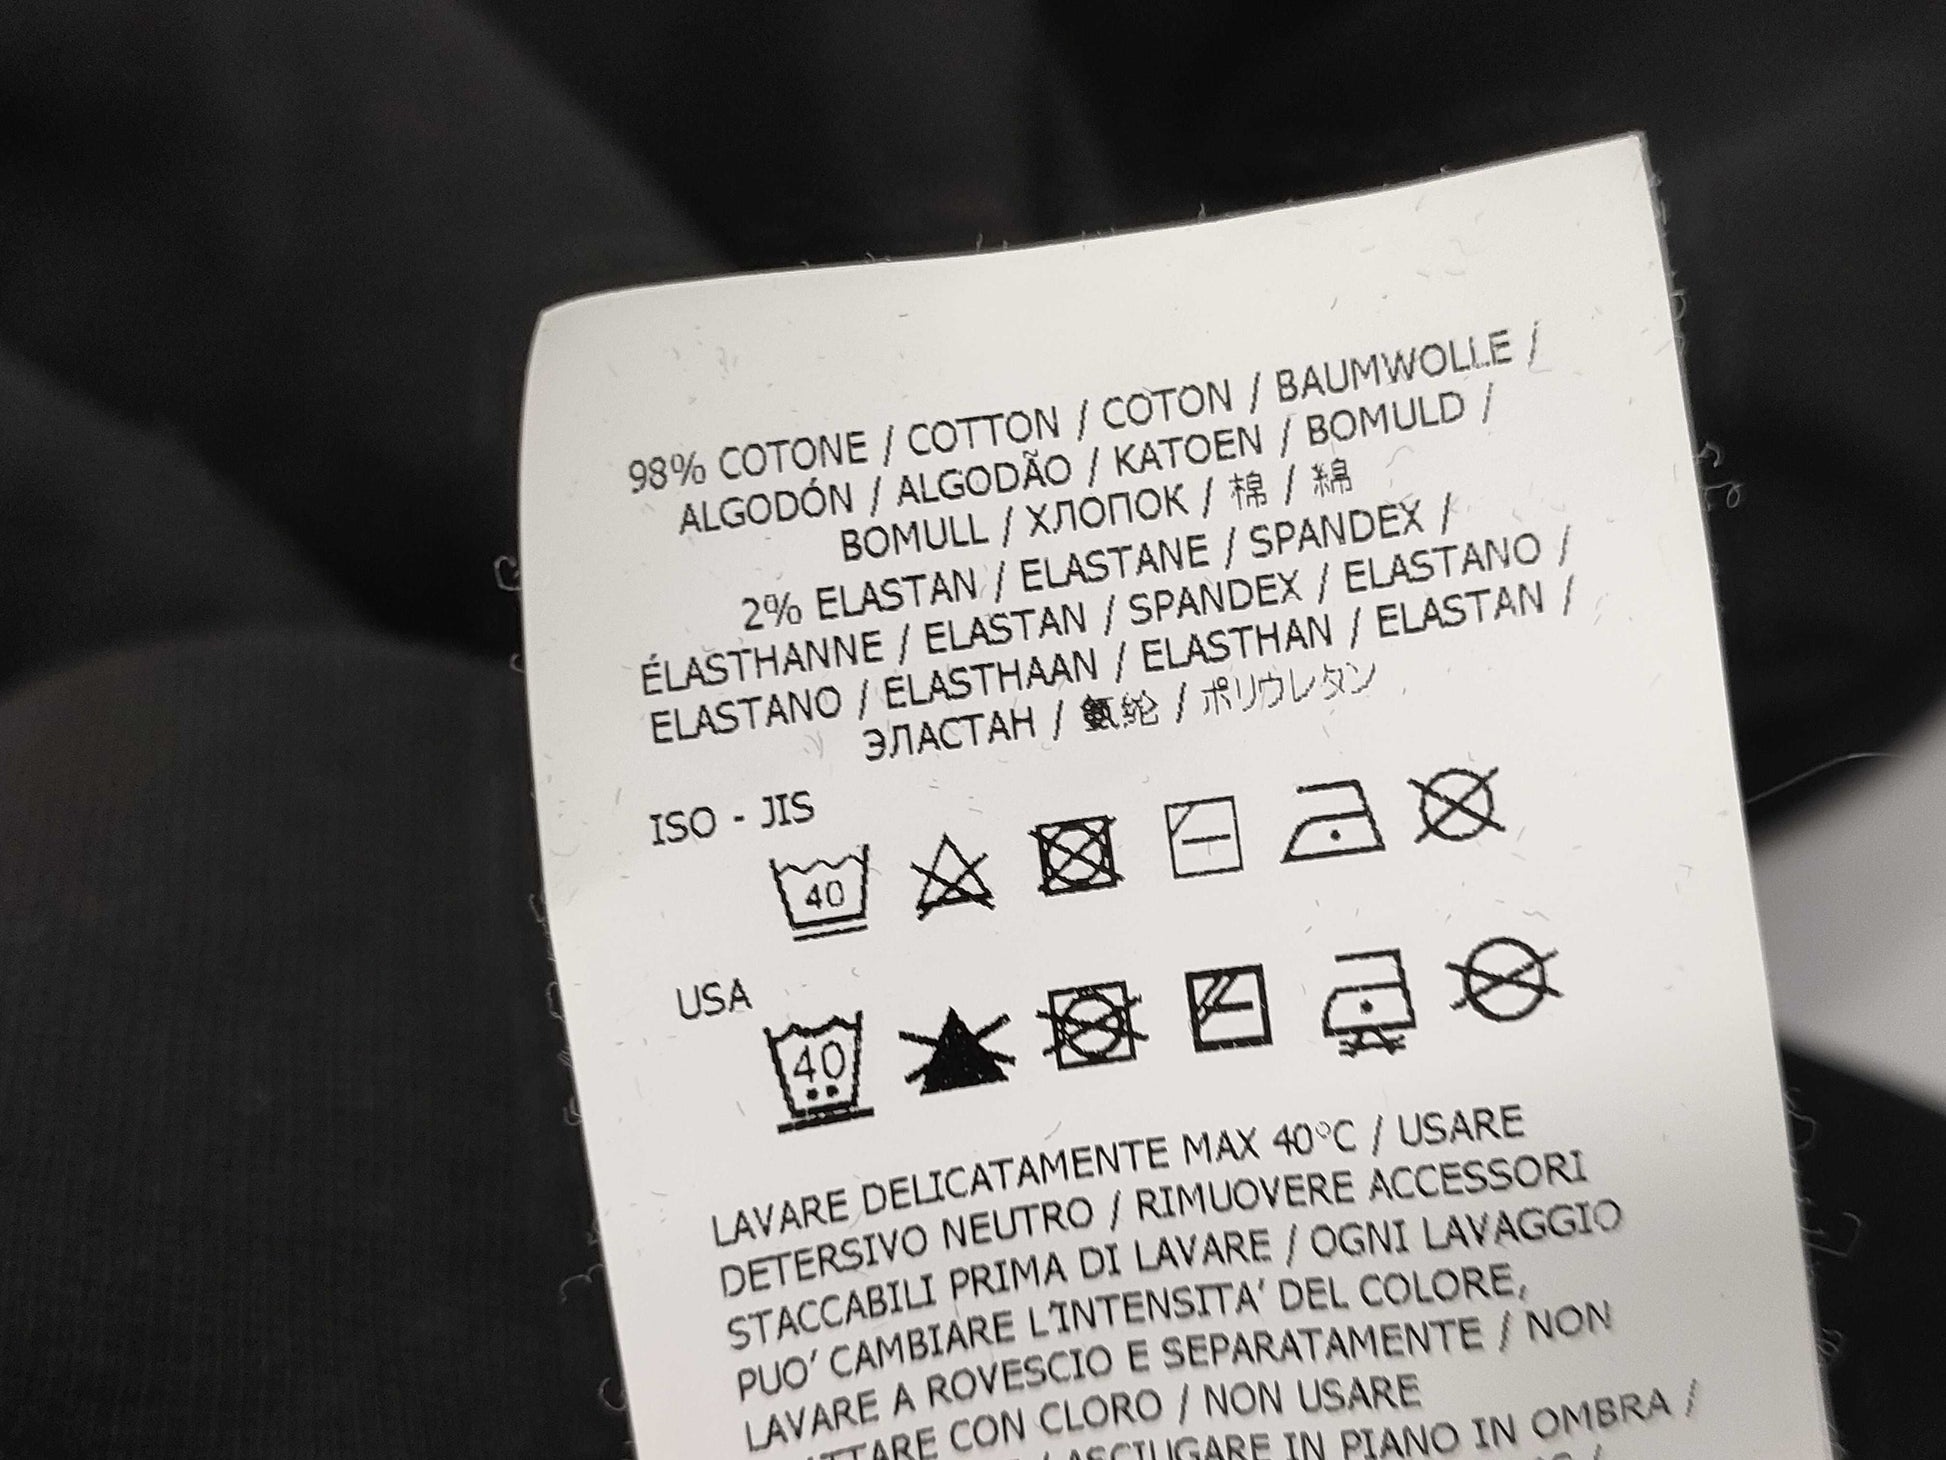 98% COTONE / COTTON / COTON / BAUMWOLLE /
ALGODÓN / ALGODÃO / KATOEN / BOMULD /
BOMULL / ХЛОПОК / 棉 / 綿
2% ELASTAN / ELASTANE / SPANDEX /
ÉLASTHANNE / ELASTAN / SPANDEX / ELASTANO /
ELASTANO / ELASTHAAN / ELASTHAN / ELASTAN /
ЭЛАСТАН / 氨纶 / ポリウレタン
ISO - JIS
40
USA
40
LAVARE DELICATAMENTE MAX 40°C / USARE
DETERSIVO NEUTRO / RIMUOVERE ACCESSORI
STACCABILI PRIMA DI LAVARE / OGNI LAVAGGIO
PUO' CAMBIARE L'INTENSITA' DEL COLORE,
LAVARE A ROVESCIO E SEPARATAMENTE / NON
CON CLORO / NON USARE
/ ASCIUGARE IN PIANO IN OMBRA /